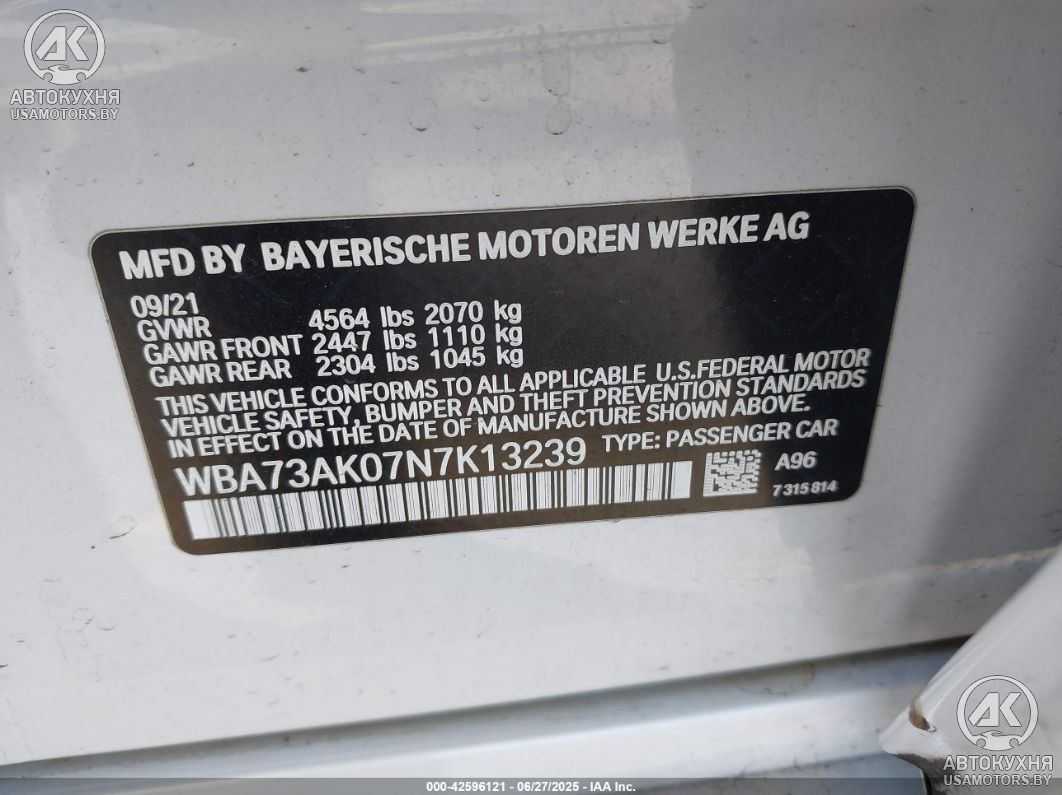 AK
АВТОКУХНЯ
USAMOTORS.BY
MFD BY BAYERISCHE MOTOREN WERKE AG
09/21
GVWR 4564 lbs 2070 kg
GAWR FRONT 2447 lbs 1110 kg
GAWR REAR 2304 lbs 1045 kg
THIS VEHICLE CONFORMS TO ALL APPLICABLE U.S.FEDERAL MOTOR
VEHICLE SAFETY, BUMPER AND THEFT PREVENTION STANDARDS
IN EFFECT ON THE DATE OF MANUFACTURE SHOWN ABOVE.
WBA73AK07N7K13239 TYPE: PASSENGER CAR
A96
7315814
AK
АВТОКУХНЯ
USAMOTORS.BY
000-42596121 - 06/27/2025 - IAA Inc.